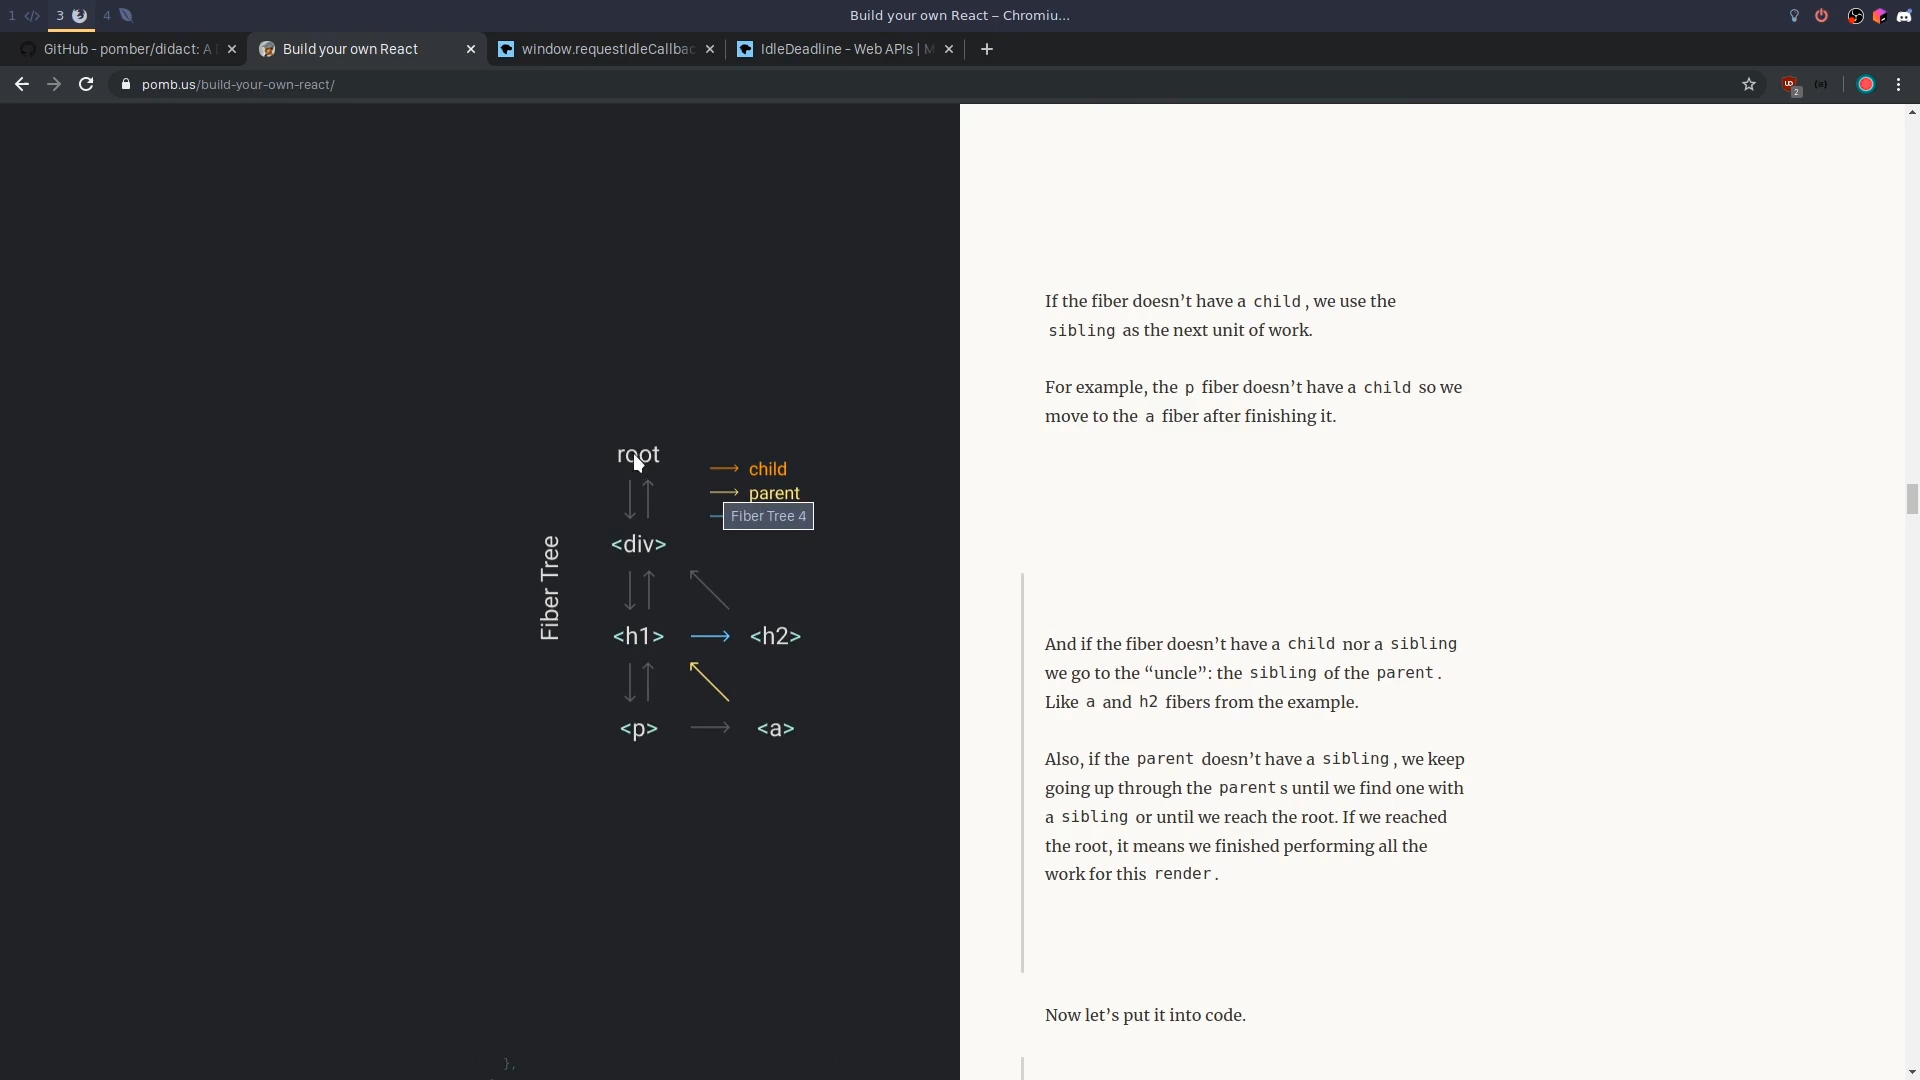 1 </> 3 4
Build your own React – Chromiu...
GitHub - pomber/didact: A
Build your own React
window.requestIdleCallbac
IdleDeadline - Web APIs | M
pomb.us/build-your-own-react/
2
root
child
parent
Fiber Tree 4
<div>
Fiber Tree
<h1>
<h2>
<p>
<a>
},
If the fiber doesn’t have a child, we use the
sibling as the next unit of work.
For example, the p fiber doesn’t have a child so we
move to the a fiber after finishing it.
And if the fiber doesn’t have a child nor a sibling
we go to the “uncle”: the sibling of the parent.
Like a and h2 fibers from the example.
Also, if the parent doesn’t have a sibling, we keep
going up through the parents until we find one with
a sibling or until we reach the root. If we reached
the root, it means we finished performing all the
work for this render.
Now let’s put it into code.